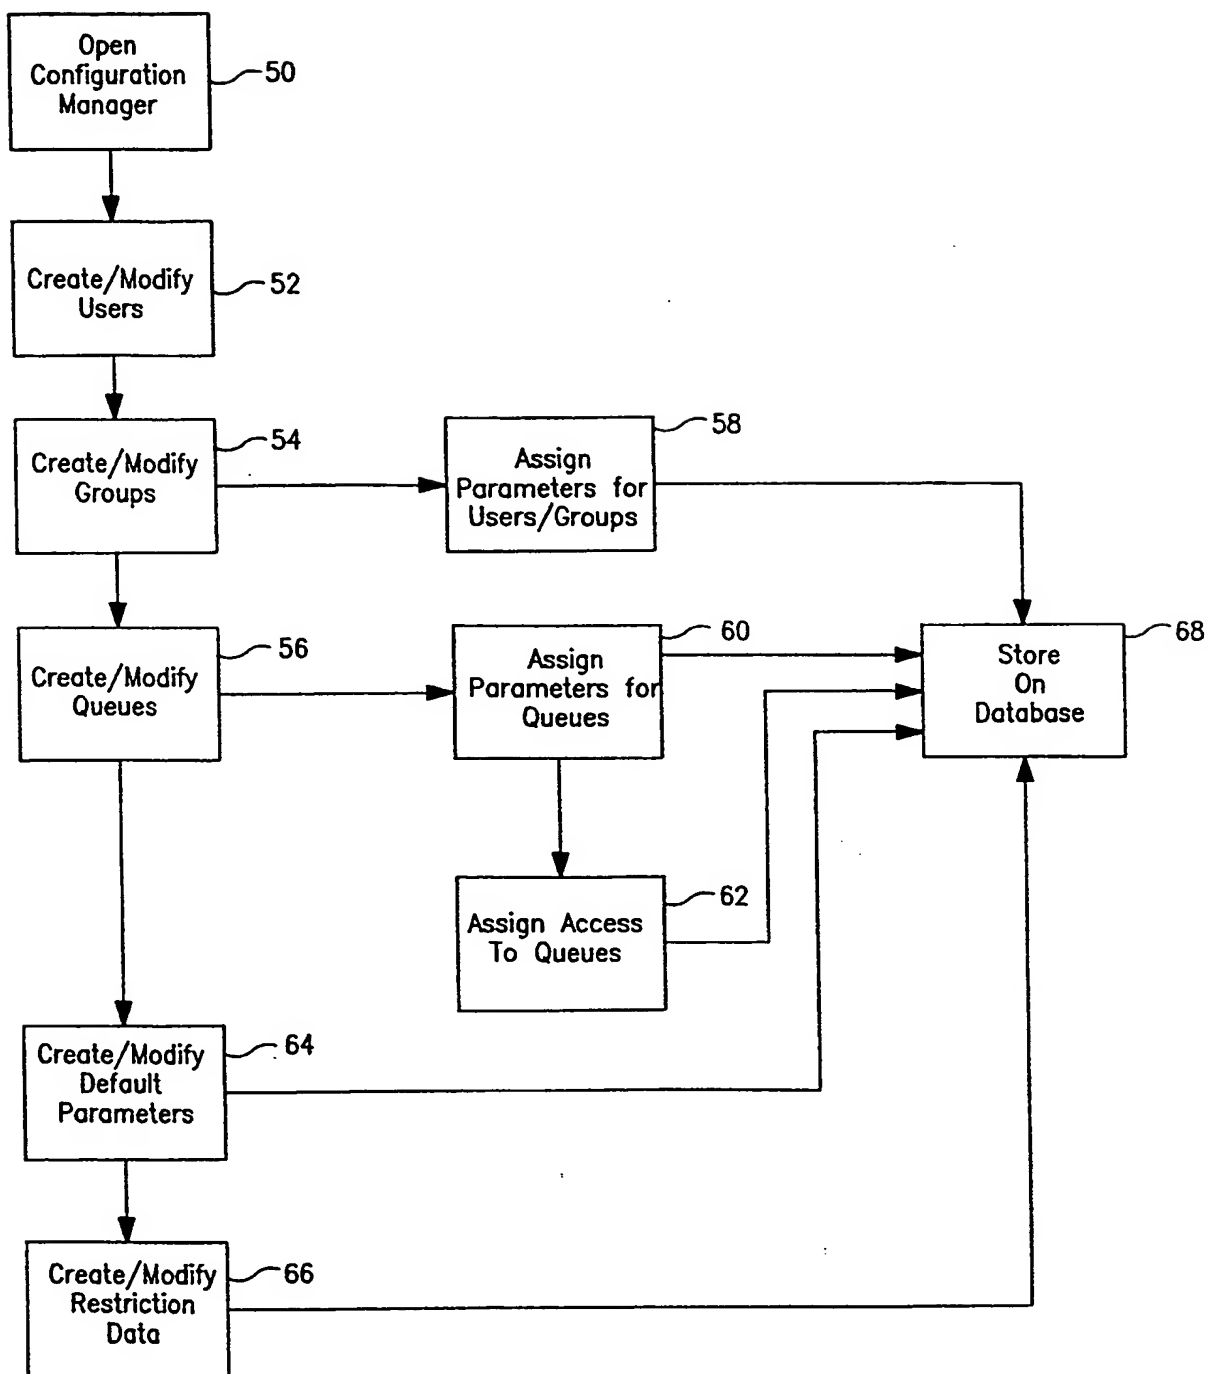 Open
Configuration
Manager
50
Create/Modify
Users
52
Create/Modify
Groups
54
Assign
Parameters for
Users/Groups
58
Create/Modify
Queues
56
Assign
Parameters for
Queues
60
Store
On
Database
68
Assign Access
To Queues
62
Create/Modify
Default
Parameters
64
Create/Modify
Restriction
Data
66